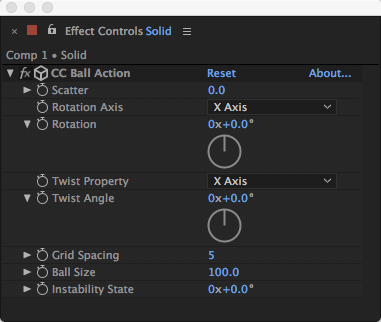 × Effect Controls Solid ≡
Comp 1 • Solid
fx CC Ball Action Reset About...
Scatter 0.0
Rotation Axis X Axis
Rotation 0x+0.0°
Twist Property X Axis
Twist Angle 0x+0.0°
Grid Spacing 5
Ball Size 100.0
Instability State 0x+0.0°